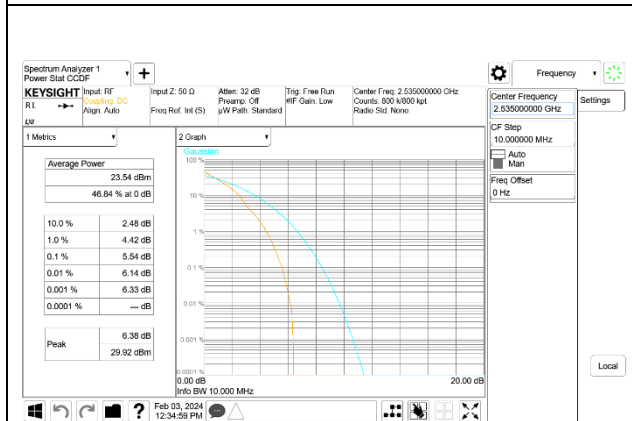 Spectrum Analyzer 1
Power Stat CCDF
Frequency
KEYSIGHT
Input: RF
Coupling: DC
Align: Auto
Input Z: 50 Ω
Freq Ref: Int (S)
Atten: 32 dB
Preamp: Off
µW Path: Standard
Trig: Free Run
#IF Gain: Low
Center Freq: 2.535000000 GHz
Counts: 800 k/800 kpt
Radio Std: None
R L
Center Frequency
2.535000000 GHz
Settings
CF Step
10.000000 MHz
Auto
Man
Freq Offset
0 Hz
1 Metrics
2 Graph
Average Power
23.54 dBm
46.84 % at 0 dB
10.0 % 2.48 dB
1.0 % 4.42 dB
0.1 % 5.54 dB
0.01 % 6.14 dB
0.001 % 6.33 dB
0.0001 % --- dB
Peak
6.38 dB
29.92 dBm
Gaussian
100 %
10 %
1 %
0.1 %
0.01 %
0.001 %
0.0001 %
0.00 dB
20.00 dB
Info BW 10.000 MHz
Local
?
Feb 03, 2024
12:34:59 PM